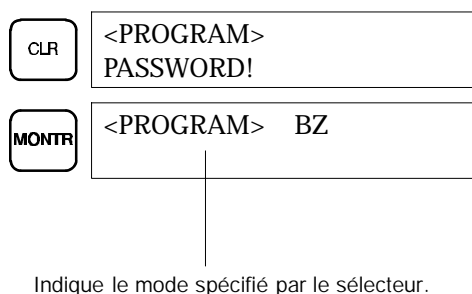 CLR
<PROGRAM>
PASSWORD!
MONTR
<PROGRAM> BZ
Indique le mode spécifié par le sélecteur.